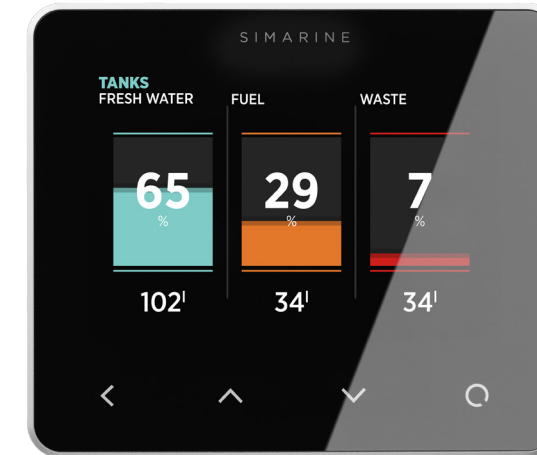 SIMARINE
TANKS
FRESH WATER FUEL WASTE
65 29 7
% % %
102l 34l 34l